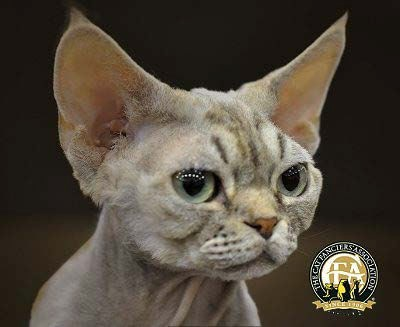 THE CAT FANCIERS' ASSOCIATION
CFA
SINCE 1906